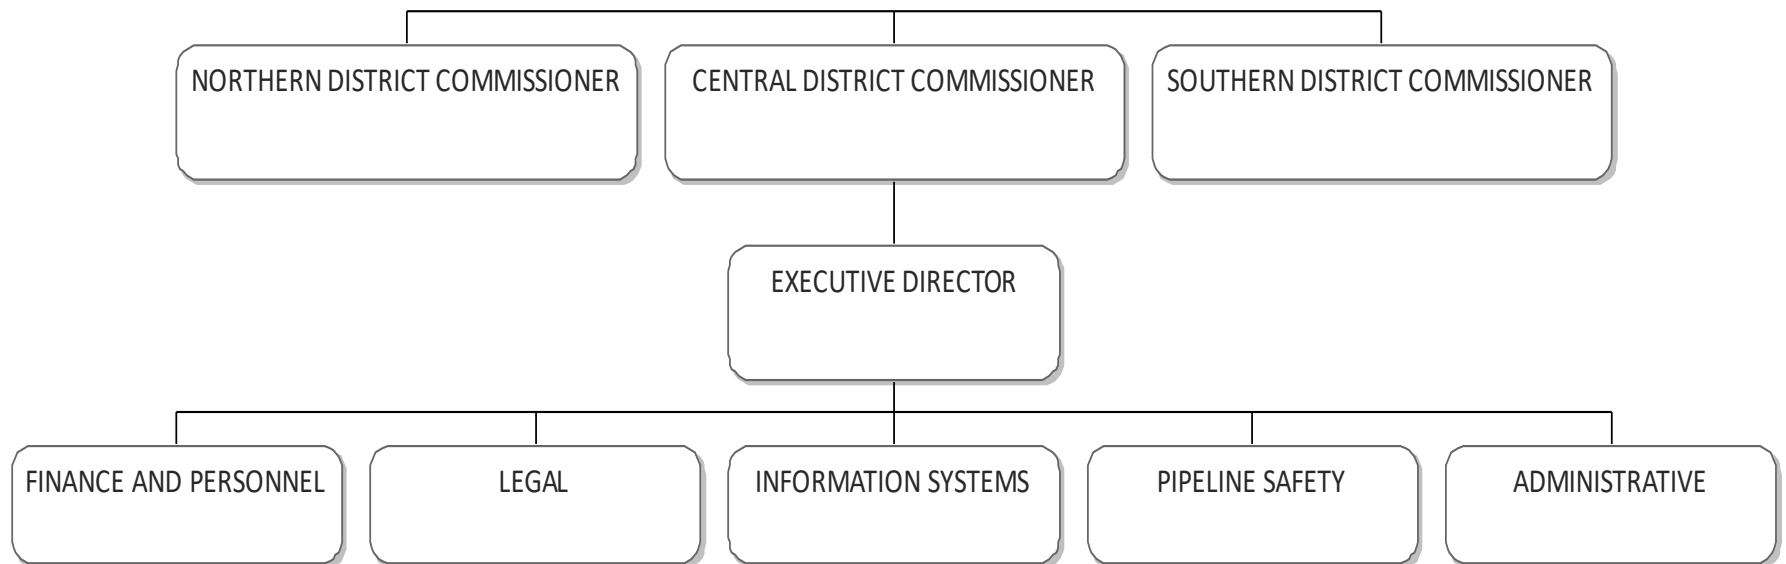 NORTHERN DISTRICT COMMISSIONER
CENTRAL DISTRICT COMMISSIONER
SOUTHERN DISTRICT COMMISSIONER
EXECUTIVE DIRECTOR
FINANCE AND PERSONNEL
LEGAL
INFORMATION SYSTEMS
PIPELINE SAFETY
ADMINISTRATIVE